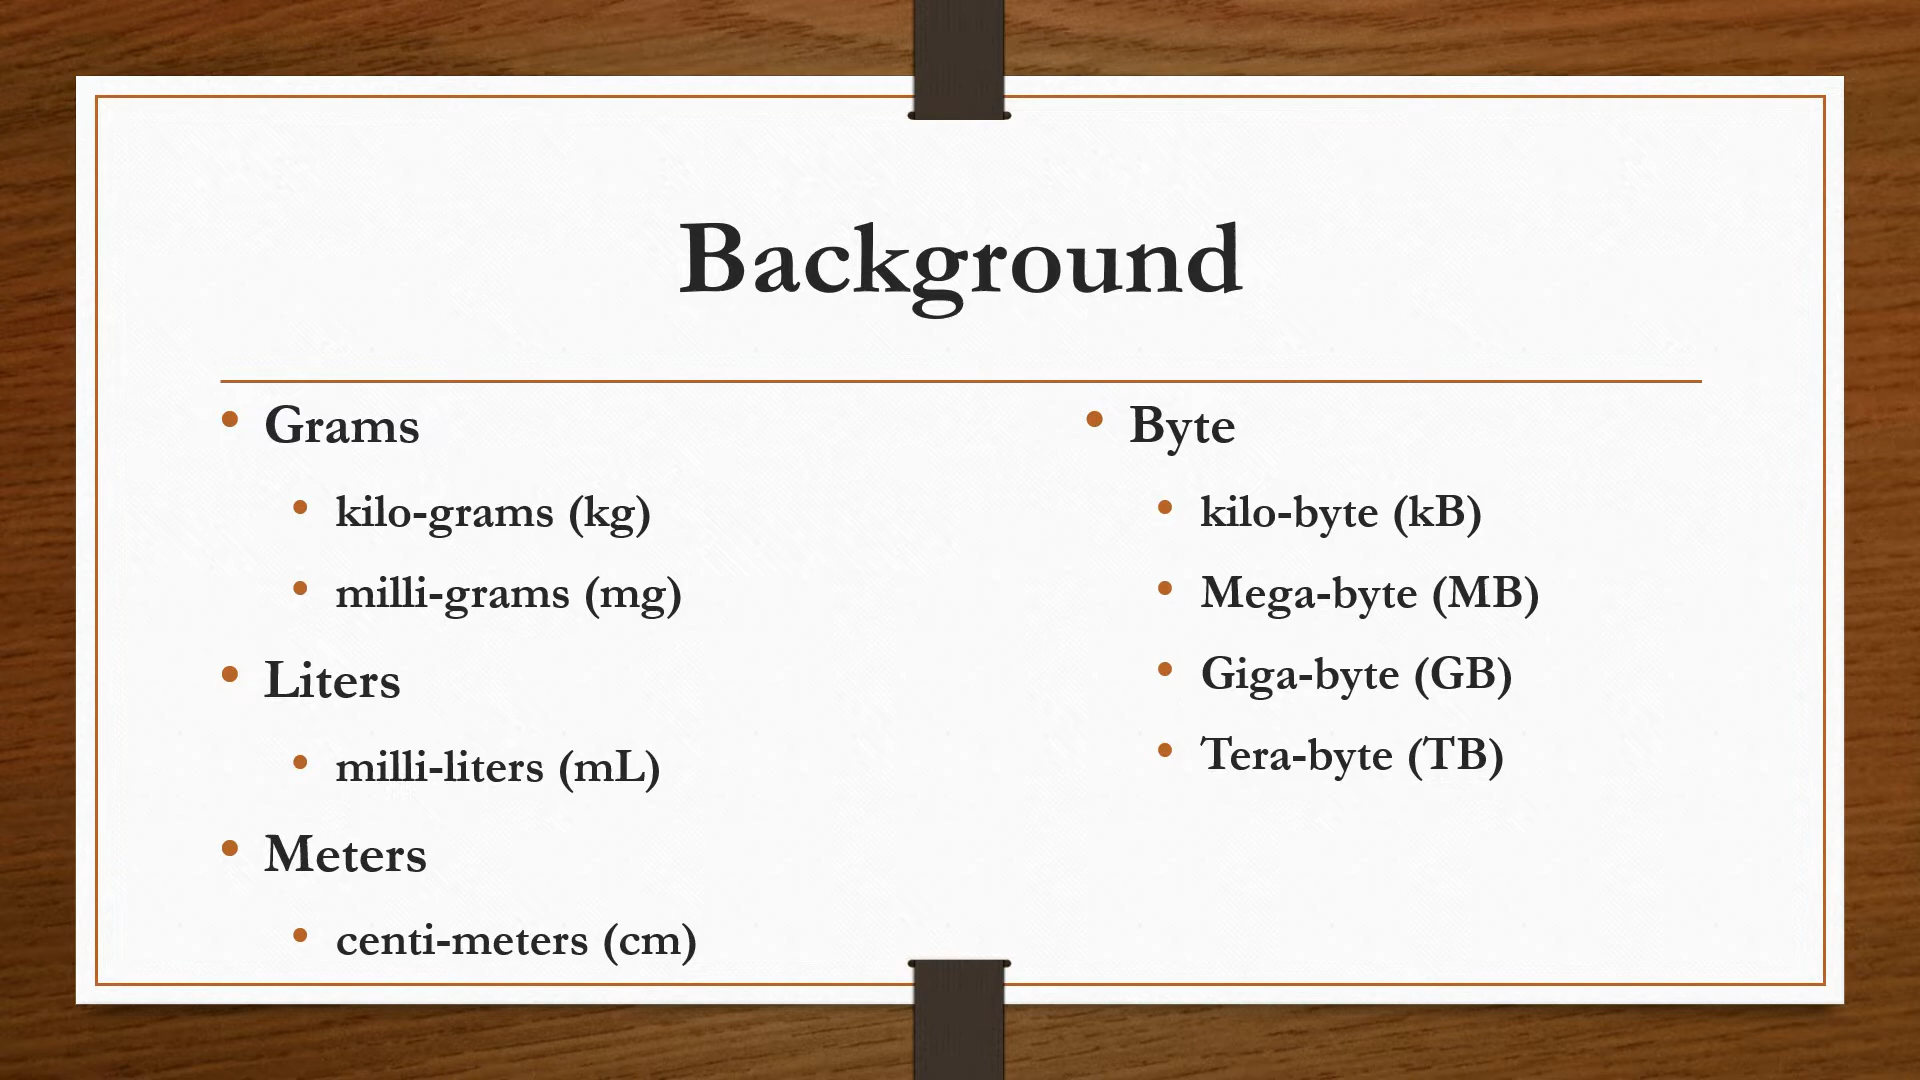 Background
Grams
kilo-grams (kg)
milli-grams (mg)
Liters
milli-liters (mL)
Meters
centi-meters (cm)
Byte
kilo-byte (kB)
Mega-byte (MB)
Giga-byte (GB)
Tera-byte (TB)